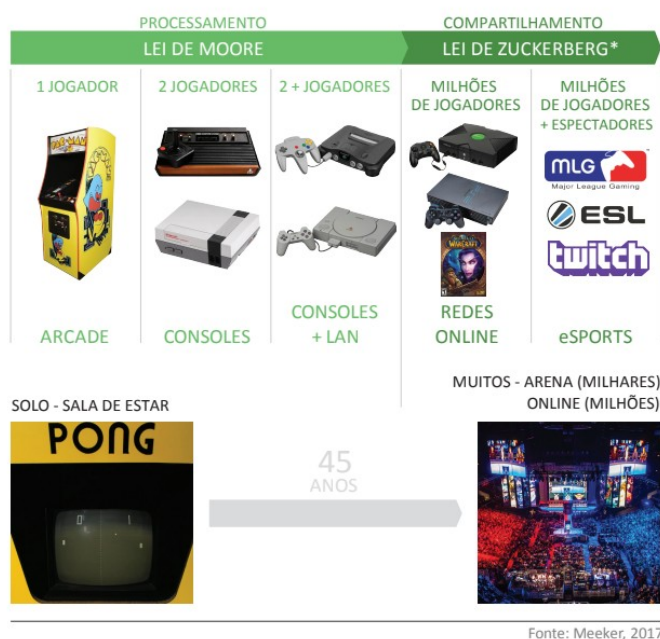 PROCESSAMENTO
COMPARTILHAMENTO
LEI DE MOORE
LEI DE ZUCKERBERG*
1 JOGADOR
2 JOGADORES
2 + JOGADORES
MILHÕES
DE JOGADORES
MILHÕES
DE JOGADORES
+ ESPECTADORES
MLG
Major League Gaming
ESL
twitch
WARCRAFT
ARCADE
CONSOLES
CONSOLES
+ LAN
REDES
ONLINE
eSPORTS
SOLO - SALA DE ESTAR
MUITOS - ARENA (MILHARES)
ONLINE (MILHÕES)
PONG
45
ANOS
Fonte: Meeker, 2017